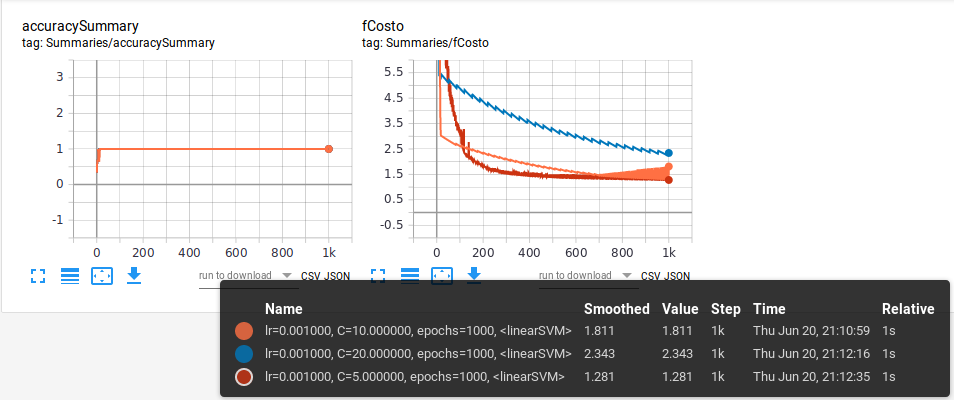 accuracySummary
tag: Summaries/accuracySummary
3
2
1
0
-1
0 200 400 600 800 1k
run to download CSV JSON
fCosto
tag: Summaries/fCosto
5.5
4.5
3.5
2.5
1.5
0.5
-0.5
0 200 400 600 800 1k
run to download CSV JSON
Name Smoothed Value Step Time Relative
lr=0.001000, C=10.000000, epochs=1000, <linearSVM> 1.811 1.811 1k Thu Jun 20, 21:10:59 1s
lr=0.001000, C=20.000000, epochs=1000, <linearSVM> 2.343 2.343 1k Thu Jun 20, 21:12:16 1s
lr=0.001000, C=5.000000, epochs=1000, <linearSVM> 1.281 1.281 1k Thu Jun 20, 21:12:35 1s